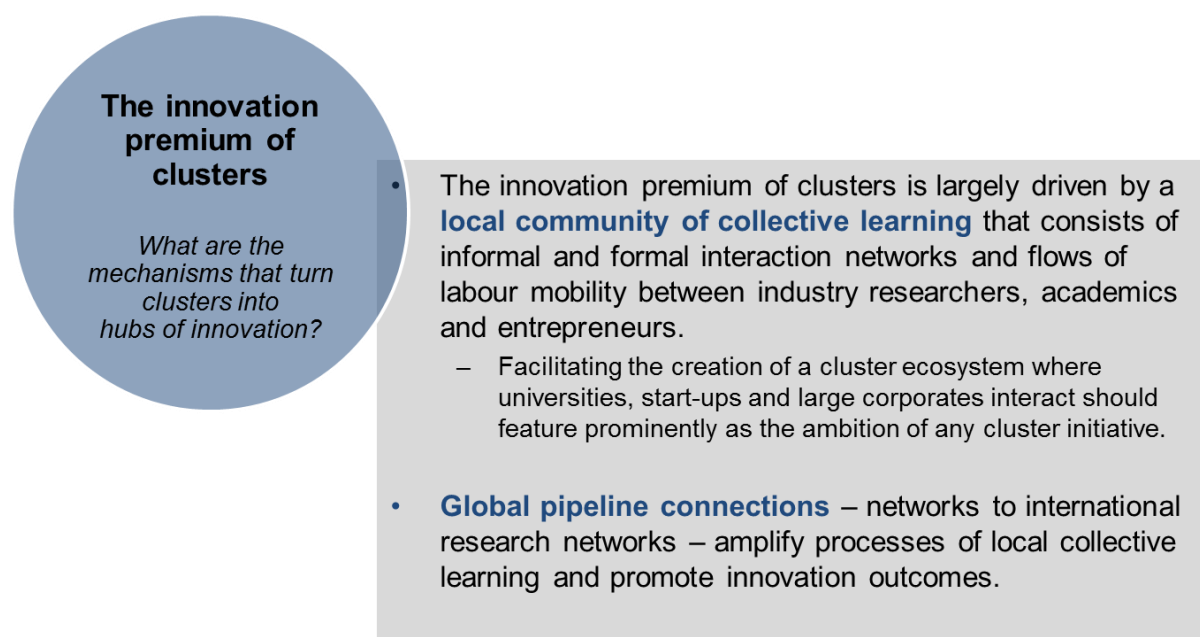 The innovation
premium of
clusters
What are the
mechanisms that turn
clusters into
hubs of innovation?
• The innovation premium of clusters is largely driven by a
local community of collective learning that consists of
informal and formal interaction networks and flows of
labour mobility between industry researchers, academics
and entrepreneurs.
– Facilitating the creation of a cluster ecosystem where
universities, start-ups and large corporates interact should
feature prominently as the ambition of any cluster initiative.
• Global pipeline connections – networks to international
research networks – amplify processes of local collective
learning and promote innovation outcomes.